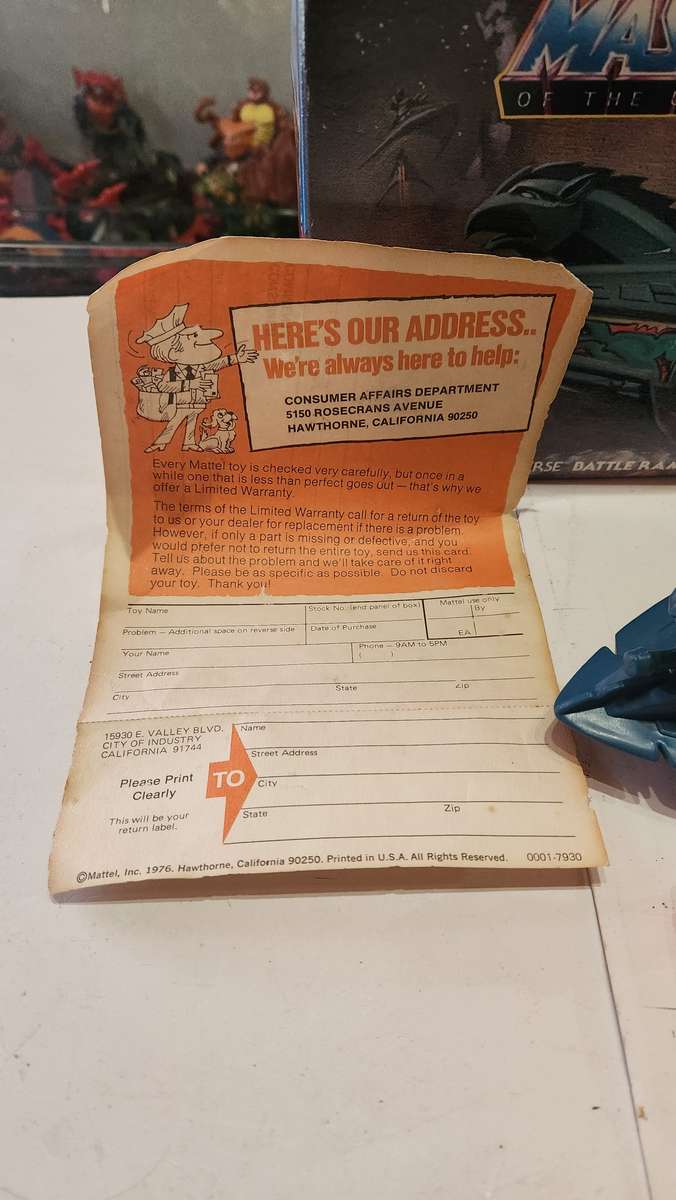 MAS
OF THE
RSE BATTLE RAM
HERE'S OUR ADDRESS..
We're always here to help:
CONSUMER AFFAIRS DEPARTMENT
5150 ROSECRANS AVENUE
HAWTHORNE, CALIFORNIA 90250
Every Mattel toy is checked very carefully, but once in a
while one that is less than perfect goes out — that's why we
offer a Limited Warranty.
The terms of the Limited Warranty call for a return of the toy
to us or your dealer for replacement if there is a problem.
However, if only a part is missing or defective, and you
would prefer not to return the entire toy, send us this card.
Tell us about the problem and we'll take care of it right
away. Please be as specific as possible. Do not discard
your toy. Thank you!
Toy Name
Stock No. (end panel of box)
Mattel use only
By
Problem — Additional space on reverse side
Date of Purchase
EA
Your Name
Phone — 9AM to 5PM
( )
Street Address
City
State
Zip
15930 E. VALLEY BLVD.
CITY OF INDUSTRY
CALIFORNIA 91744
Please Print
Clearly
This will be your
return label.
TO
Name
Street Address
City
State
Zip
©Mattel, Inc. 1976. Hawthorne, California 90250. Printed in U.S.A. All Rights Reserved.
0001-7930